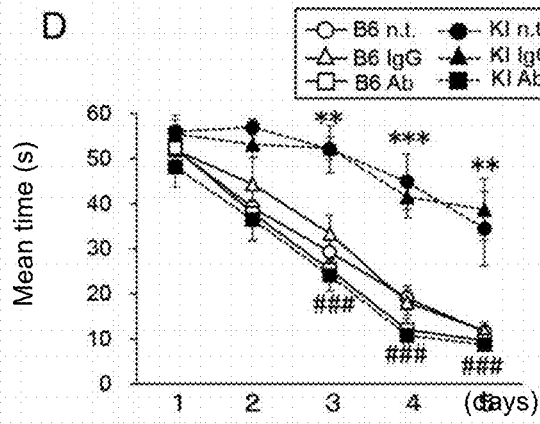 D
B6 n.t. KI n.t
B6 IgG KI IgG
B6 Ab KI Ab
Mean time (s)
60
50
40
30
20
10
0
** *** **
### ### ###
1 2 3 4 5 (days)